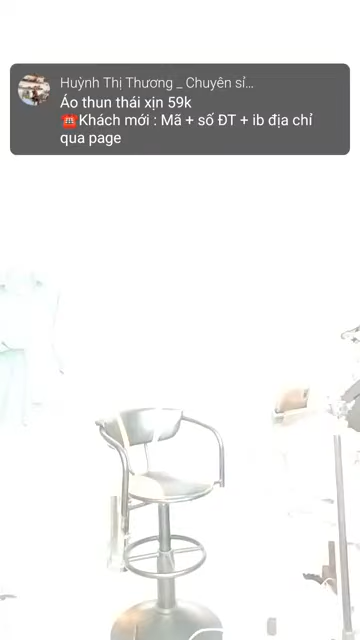 Huỳnh Thị Thương _ Chuyên sỉ...
Áo thun thái xịn 59k
☎️Khách mới : Mã + số ĐT + ib địa chỉ
qua page